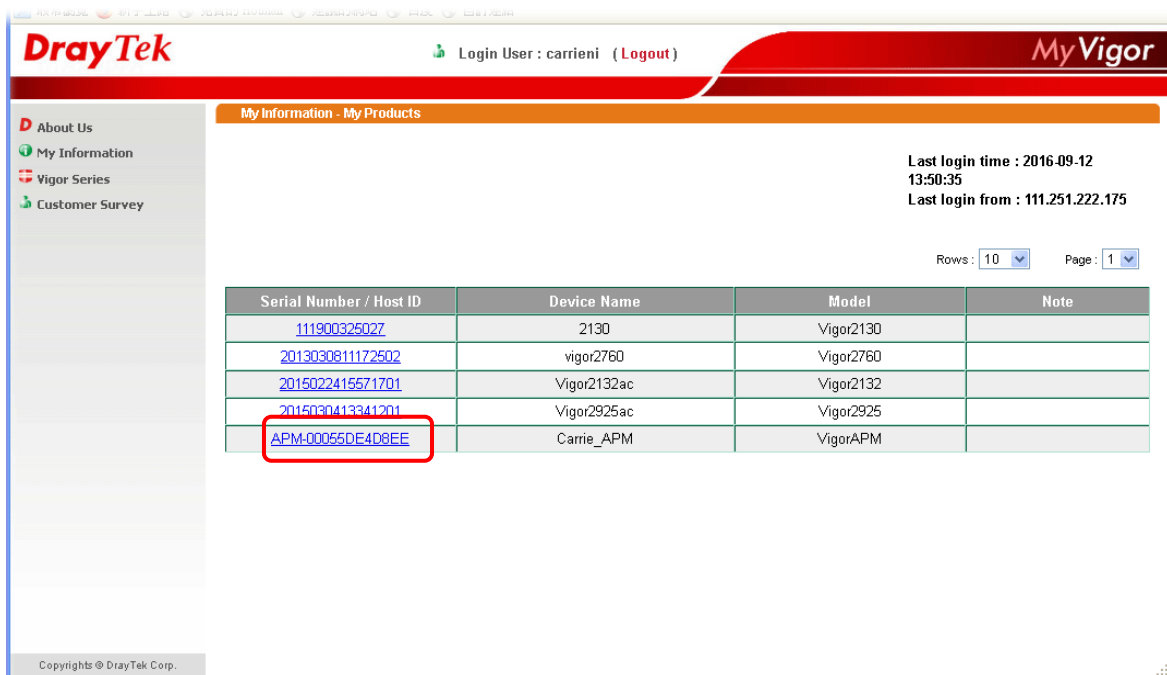 DrayTek
Login User : carrieni ( Logout )
MyVigor
About Us
My Information
Vigor Series
Customer Survey
My Information - My Products
Last login time : 2016-09-12
13:50:35
Last login from : 111.251.222.175
Rows : 10 Page : 1
Serial Number / Host ID Device Name Model Note
111900325027 2130 Vigor2130
2013030811172502 vigor2760 Vigor2760
2015022415571701 Vigor2132ac Vigor2132
2015030413341201 Vigor2925ac Vigor2925
APM-00055DE4D8EE Carrie_APM VigorAPM
Copyrights © DrayTek Corp.